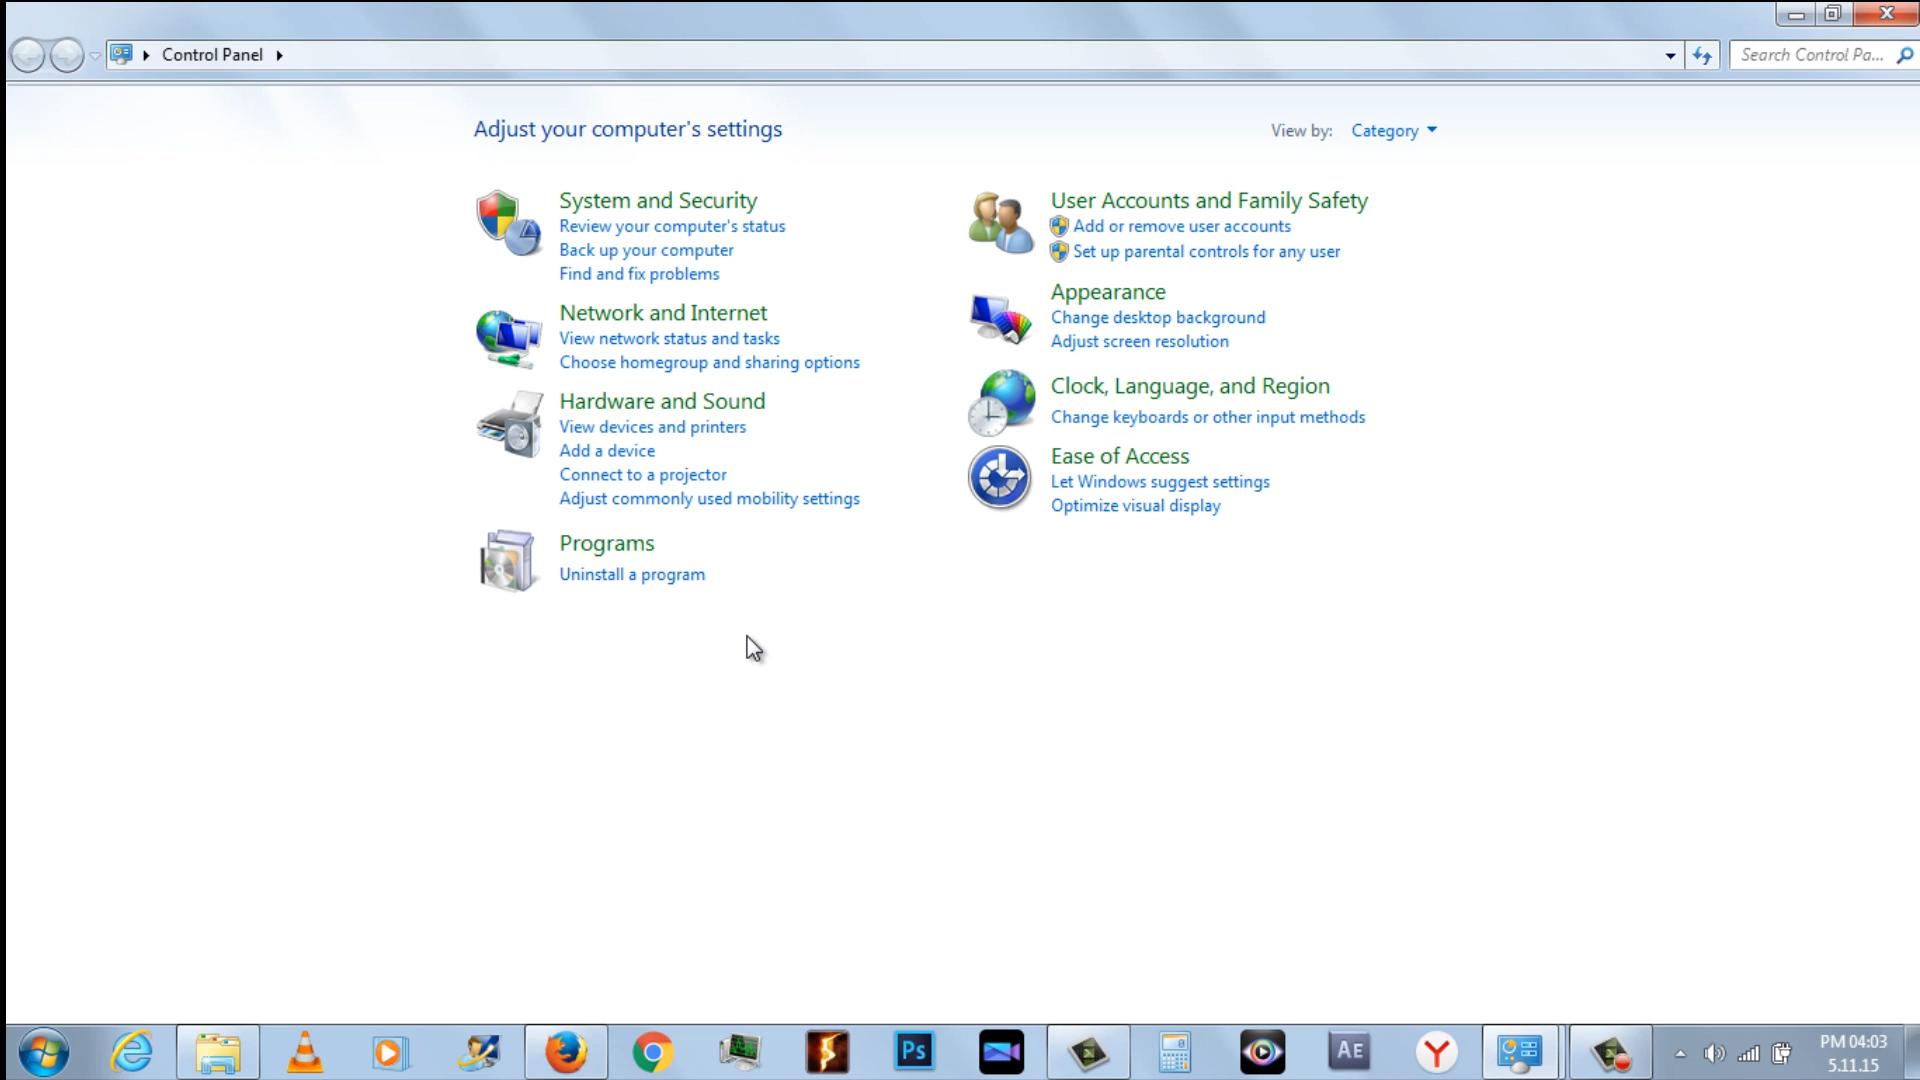 Control Panel
Search Control Pa...
Adjust your computer's settings
View by: Category
System and Security
Review your computer's status
Back up your computer
Find and fix problems
Network and Internet
View network status and tasks
Choose homegroup and sharing options
Hardware and Sound
View devices and printers
Add a device
Connect to a projector
Adjust commonly used mobility settings
Programs
Uninstall a program
User Accounts and Family Safety
Add or remove user accounts
Set up parental controls for any user
Appearance
Change desktop background
Adjust screen resolution
Clock, Language, and Region
Change keyboards or other input methods
Ease of Access
Let Windows suggest settings
Optimize visual display
Ps
AE
PM 04:03
5.11.15